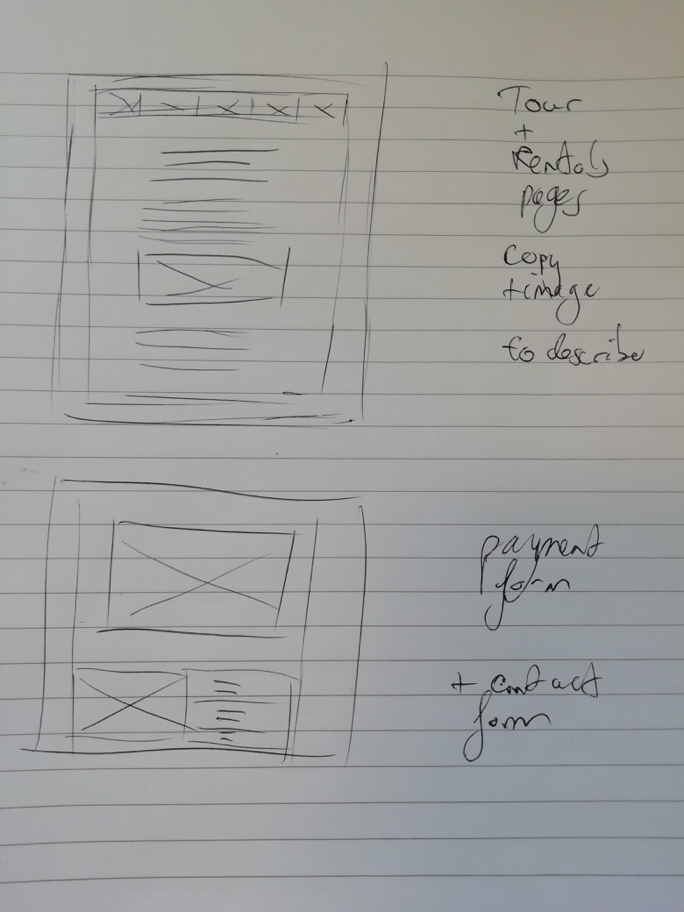 Tour
+
Rentals
pages
copy
+image
to describe
payment
form
+ contact
form